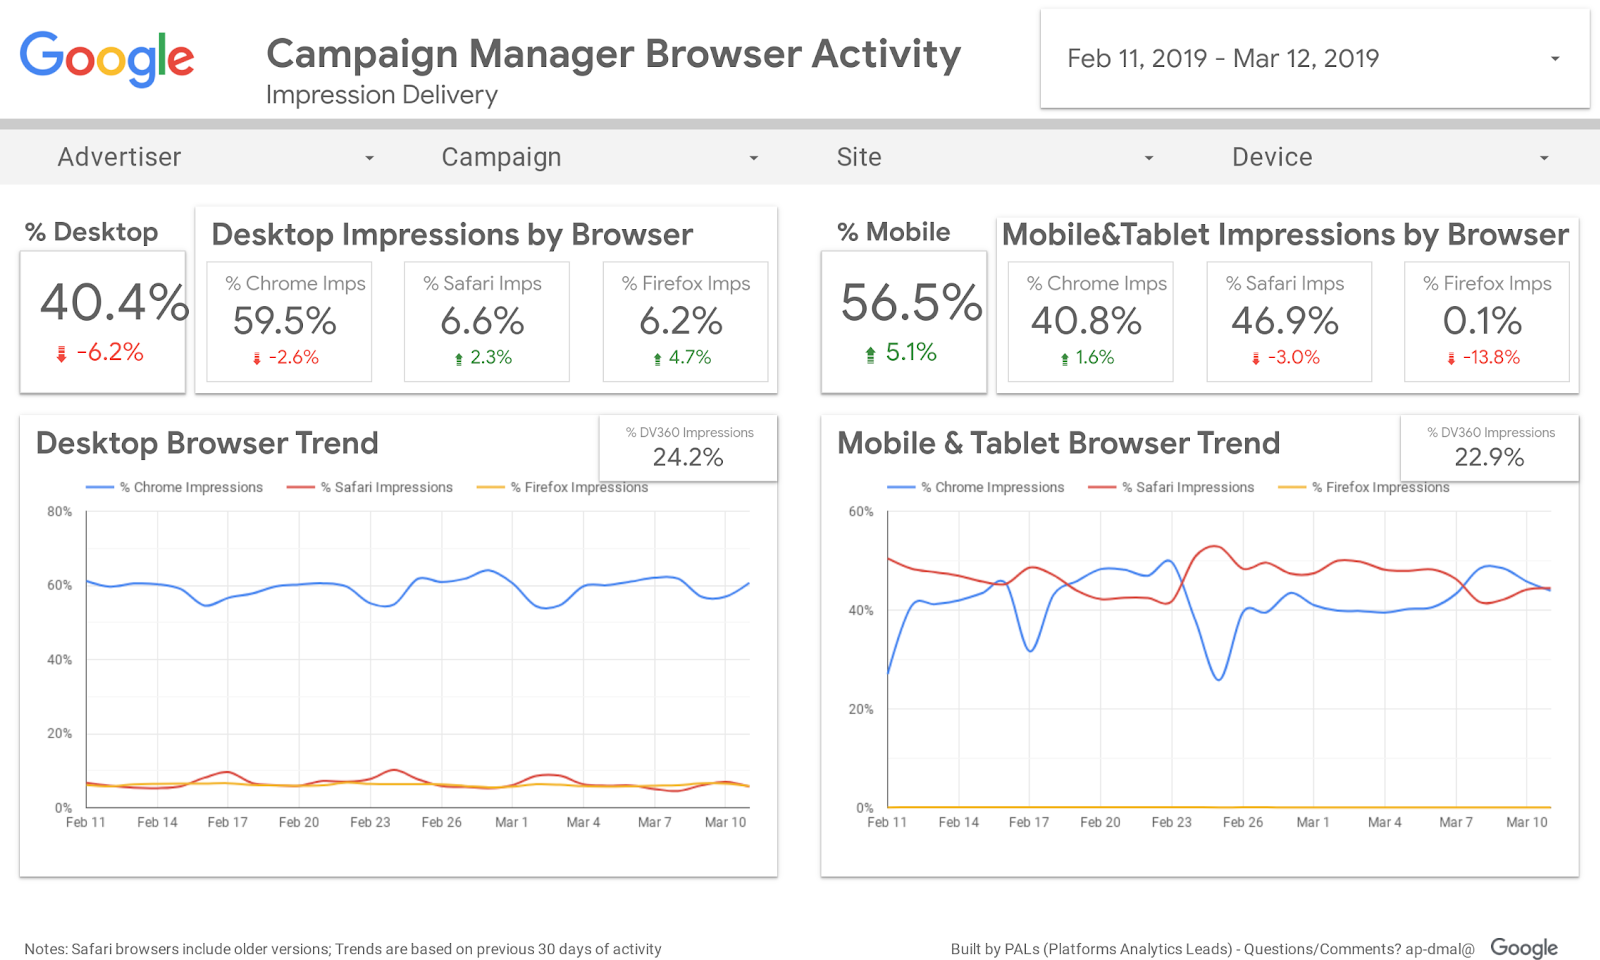 Google
Campaign Manager Browser Activity
Impression Delivery
Feb 11, 2019 - Mar 12, 2019
Advertiser
Campaign
Site
Device
% Desktop
40.4%
-6.2%
Desktop Impressions by Browser
% Chrome Imps
59.5%
-2.6%
% Safari Imps
6.6%
2.3%
% Firefox Imps
6.2%
4.7%
% Mobile
56.5%
5.1%
Mobile&Tablet Impressions by Browser
% Chrome Imps
40.8%
1.6%
% Safari Imps
46.9%
-3.0%
% Firefox Imps
0.1%
-13.8%
Desktop Browser Trend
% DV360 Impressions
24.2%
% Chrome Impressions
% Safari Impressions
% Firefox Impressions
80%
60%
40%
20%
0%
Feb 11
Feb 14
Feb 17
Feb 20
Feb 23
Feb 26
Mar 1
Mar 4
Mar 7
Mar 10
Mobile & Tablet Browser Trend
% DV360 Impressions
22.9%
% Chrome Impressions
% Safari Impressions
% Firefox Impressions
60%
40%
20%
0%
Feb 11
Feb 14
Feb 17
Feb 20
Feb 23
Feb 26
Mar 1
Mar 4
Mar 7
Mar 10
Notes: Safari browsers include older versions; Trends are based on previous 30 days of activity
Built by PALs (Platforms Analytics Leads) - Questions/Comments? ap-dmal@
Google